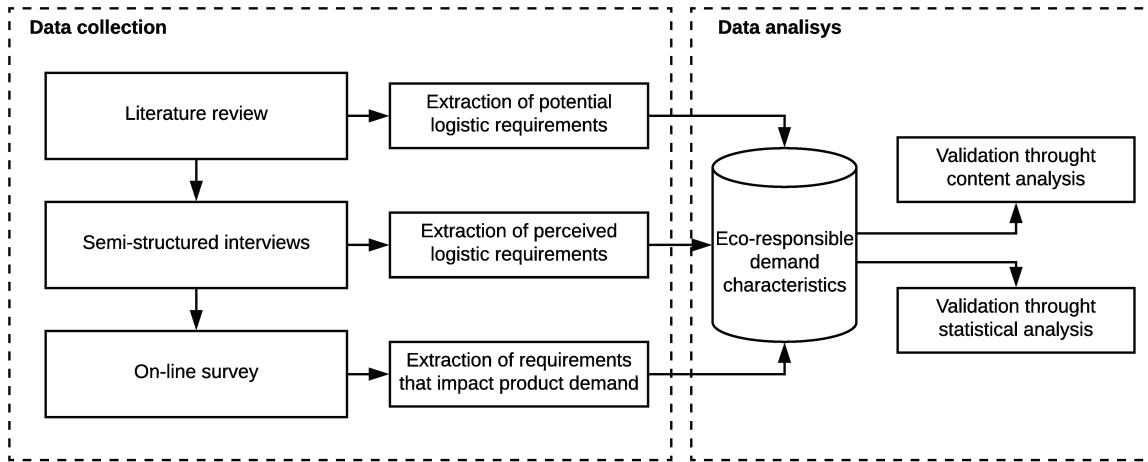 Data collection
Literature review
Extraction of potential
logistic requirements
Semi-structured interviews
Extraction of perceived
logistic requirements
On-line survey
Extraction of requirements
that impact product demand
Data analisys
Eco-responsible
demand
characteristics
Validation throught
content analysis
Validation throught
statistical analysis